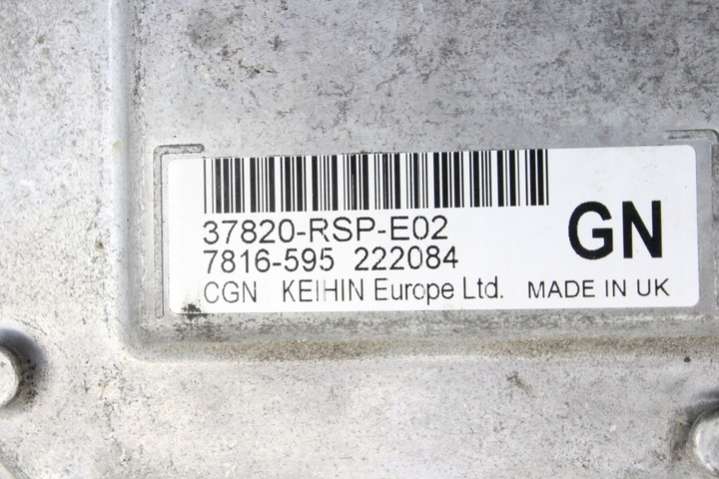 37820-RSP-E02
7816-595 222084
GN
CGN KEIHIN Europe Ltd. MADE IN UK